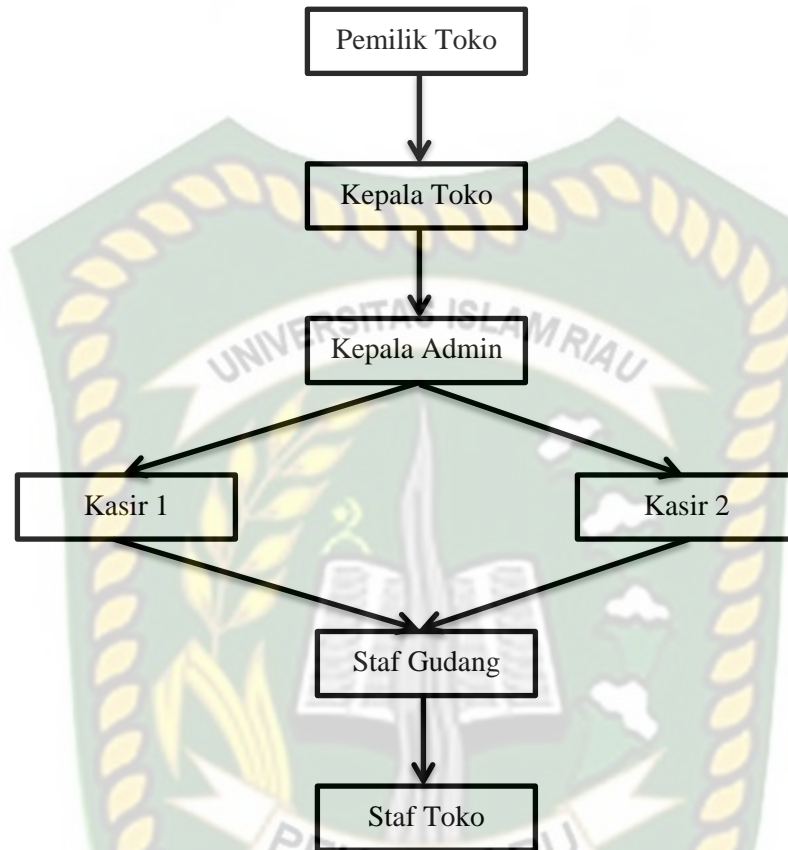 Pemilik Toko
Kepala Toko
UNIVERSITAS ISLAM RIAU
Kepala Admin
Kasir 1
Kasir 2
Staf Gudang
Staf Toko